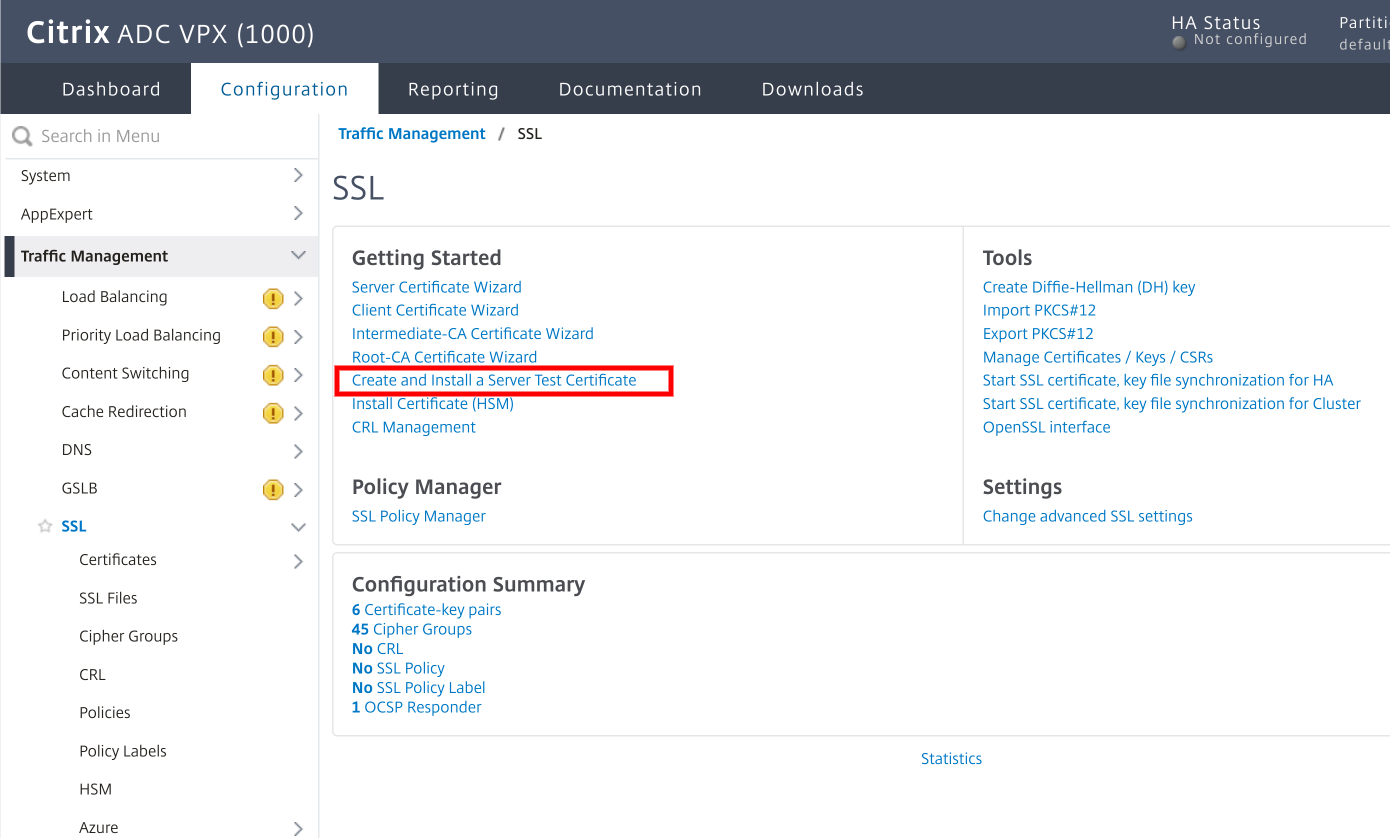 Citrix ADC VPX (1000)
HA Status
Not configured
Partiti
default
Dashboard
Configuration
Reporting
Documentation
Downloads
Search in Menu
System
AppExpert
Traffic Management
Load Balancing
Priority Load Balancing
Content Switching
Cache Redirection
DNS
GSLB
SSL
Certificates
SSL Files
Cipher Groups
CRL
Policies
Policy Labels
HSM
Azure
Traffic Management / SSL
SSL
Getting Started
Server Certificate Wizard
Client Certificate Wizard
Intermediate-CA Certificate Wizard
Root-CA Certificate Wizard
Create and Install a Server Test Certificate
Install Certificate (HSM)
CRL Management
Tools
Create Diffie-Hellman (DH) key
Import PKCS#12
Export PKCS#12
Manage Certificates / Keys / CSRs
Start SSL certificate, key file synchronization for HA
Start SSL certificate, key file synchronization for Cluster
OpenSSL interface
Policy Manager
SSL Policy Manager
Settings
Change advanced SSL settings
Configuration Summary
6 Certificate-key pairs
45 Cipher Groups
No CRL
No SSL Policy
No SSL Policy Label
1 OCSP Responder
Statistics